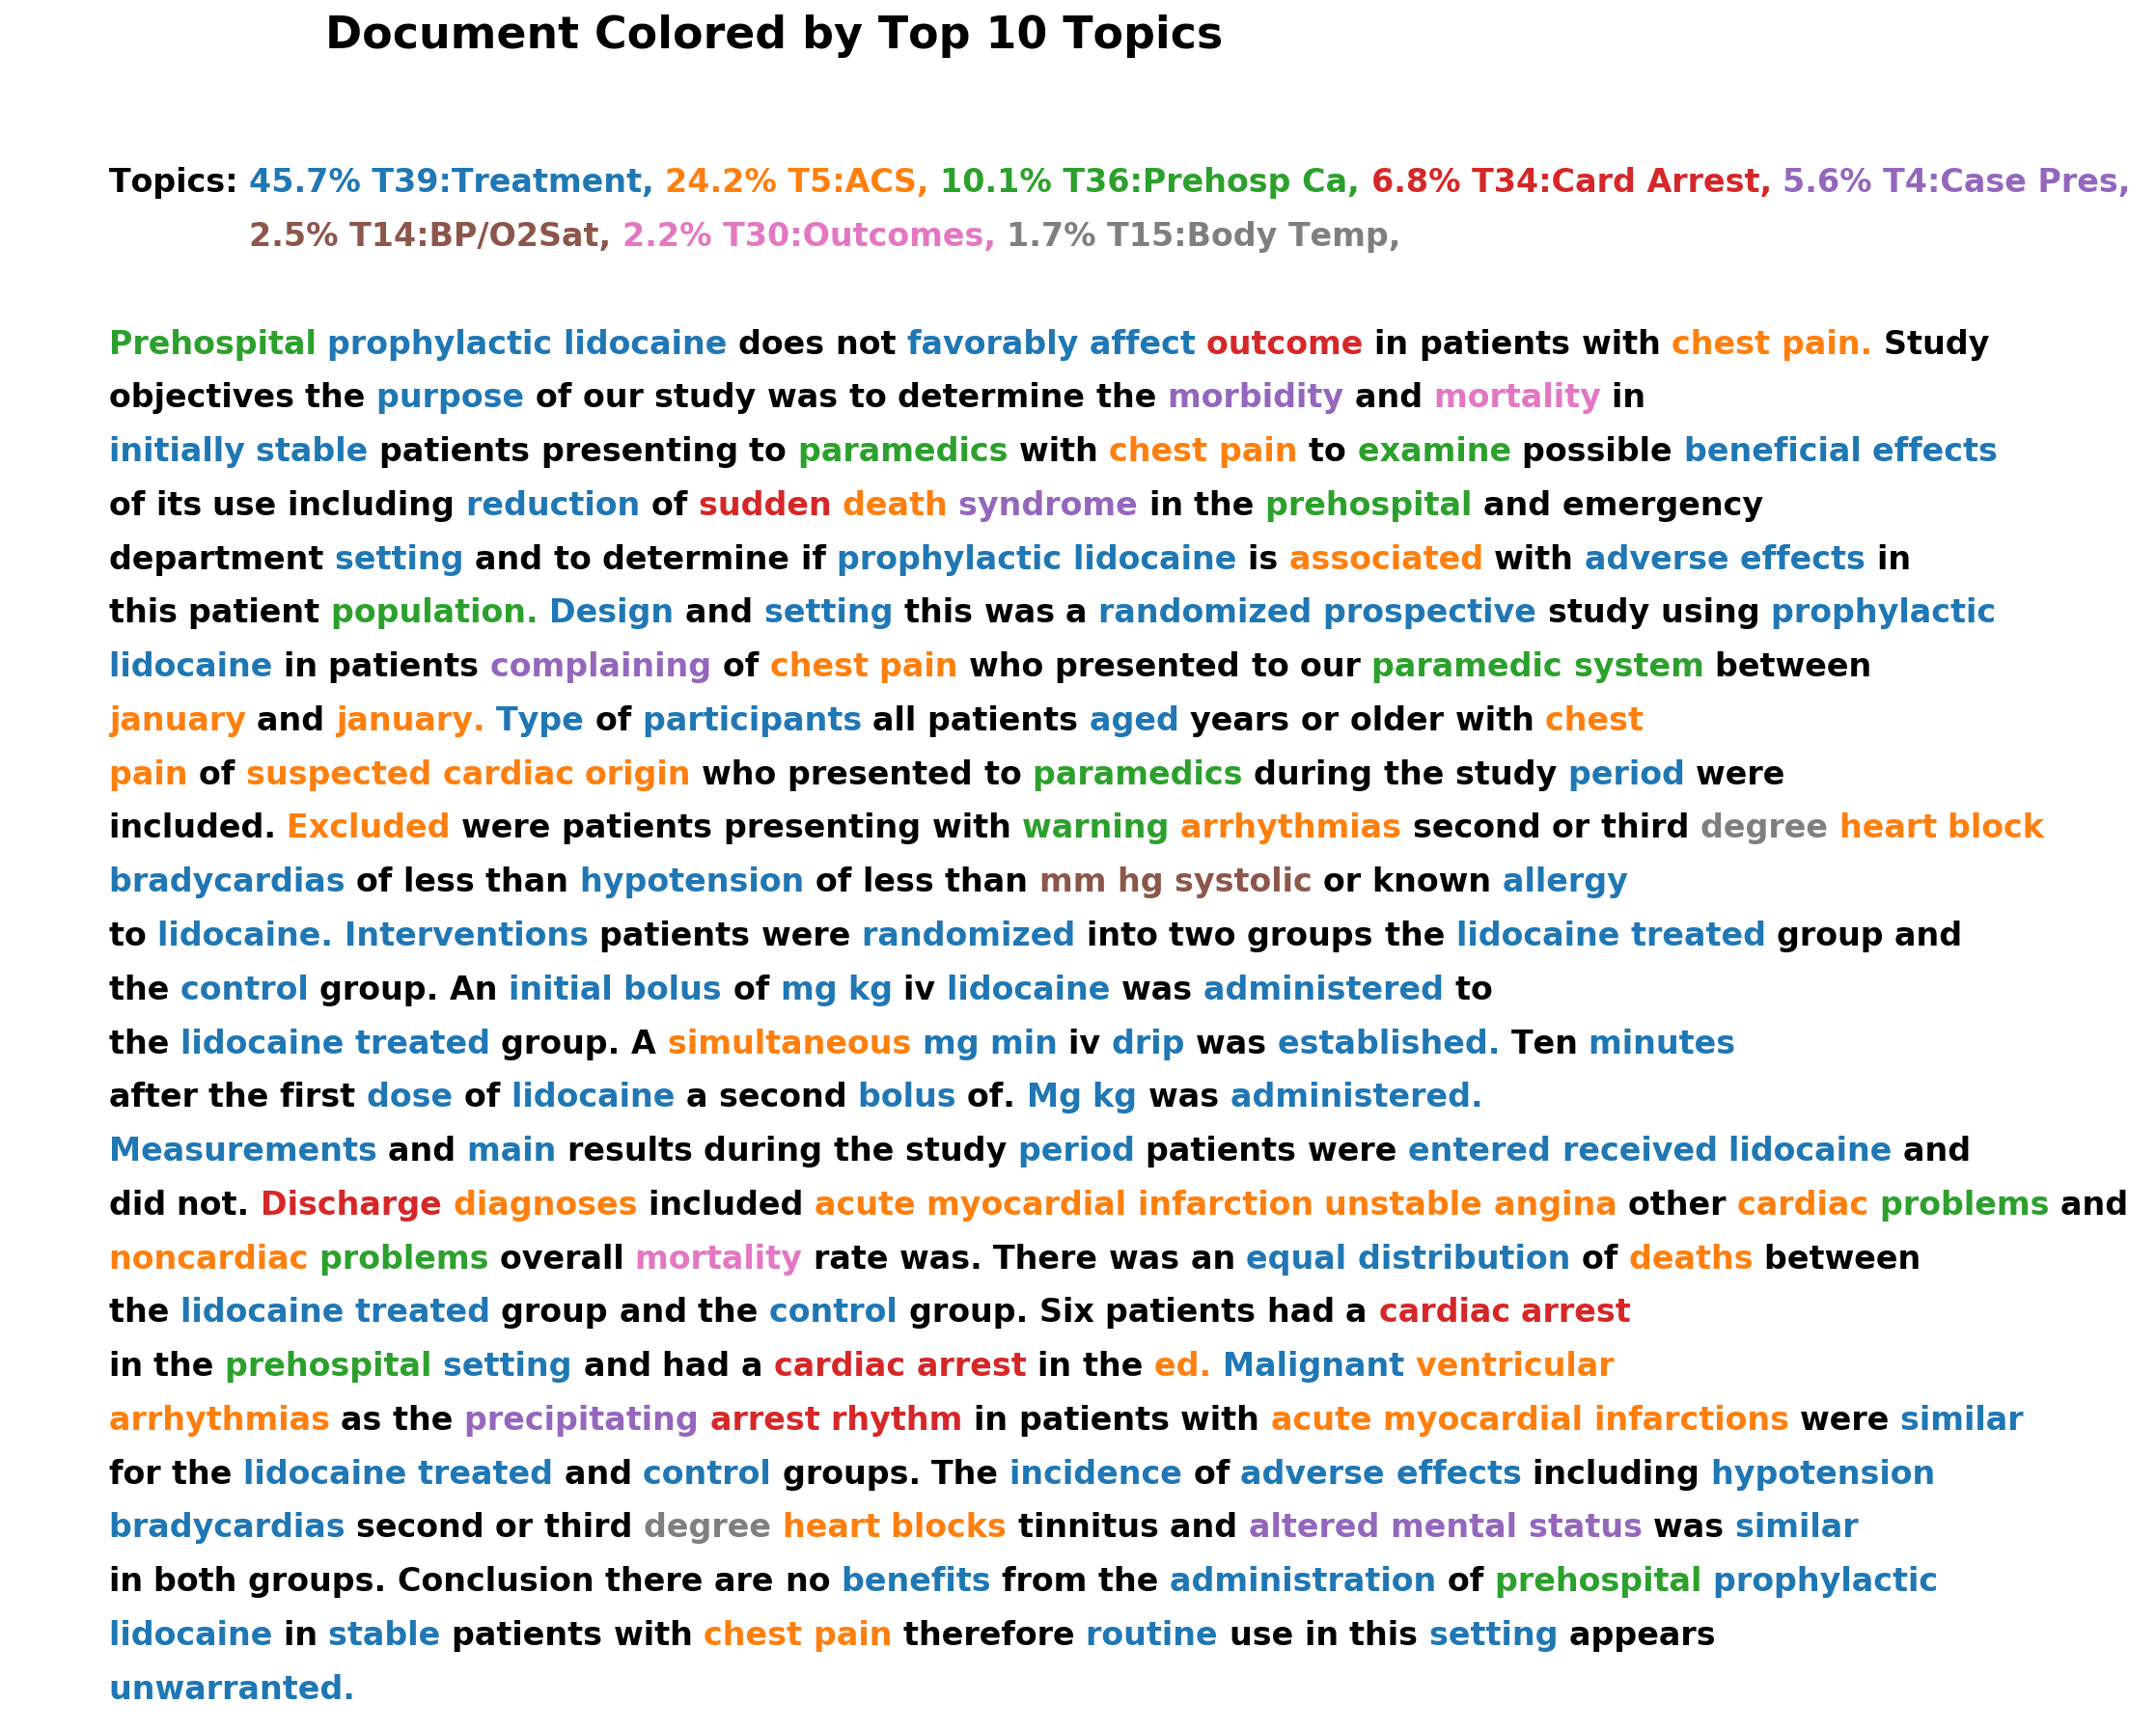 Document Colored by Top 10 Topics
Topics: 45.7% T39:Treatment, 24.2% T5:ACS, 10.1% T36:Prehosp Ca, 6.8% T34:Card Arrest, 5.6% T4:Case Pres,
2.5% T14:BP/O2Sat, 2.2% T30:Outcomes, 1.7% T15:Body Temp,
Prehospital prophylactic lidocaine does not favorably affect outcome in patients with chest pain. Study
objectives the purpose of our study was to determine the morbidity and mortality in
initially stable patients presenting to paramedics with chest pain to examine possible beneficial effects
of its use including reduction of sudden death syndrome in the prehospital and emergency
department setting and to determine if prophylactic lidocaine is associated with adverse effects in
this patient population. Design and setting this was a randomized prospective study using prophylactic
lidocaine in patients complaining of chest pain who presented to our paramedic system between
january and january. Type of participants all patients aged years or older with chest
pain of suspected cardiac origin who presented to paramedics during the study period were
included. Excluded were patients presenting with warning arrhythmias second or third degree heart block
bradycardias of less than hypotension of less than mm hg systolic or known allergy
to lidocaine. Interventions patients were randomized into two groups the lidocaine treated group and
the control group. An initial bolus of mg kg iv lidocaine was administered to
the lidocaine treated group. A simultaneous mg min iv drip was established. Ten minutes
after the first dose of lidocaine a second bolus of. Mg kg was administered.
Measurements and main results during the study period patients were entered received lidocaine and
did not. Discharge diagnoses included acute myocardial infarction unstable angina other cardiac problems and
noncardiac problems overall mortality rate was. There was an equal distribution of deaths between
the lidocaine treated group and the control group. Six patients had a cardiac arrest
in the prehospital setting and had a cardiac arrest in the ed. Malignant ventricular
arrhythmias as the precipitating arrest rhythm in patients with acute myocardial infarctions were similar
for the lidocaine treated and control groups. The incidence of adverse effects including hypotension
bradycardias second or third degree heart blocks tinnitus and altered mental status was similar
in both groups. Conclusion there are no benefits from the administration of prehospital prophylactic
lidocaine in stable patients with chest pain therefore routine use in this setting appears
unwarranted.